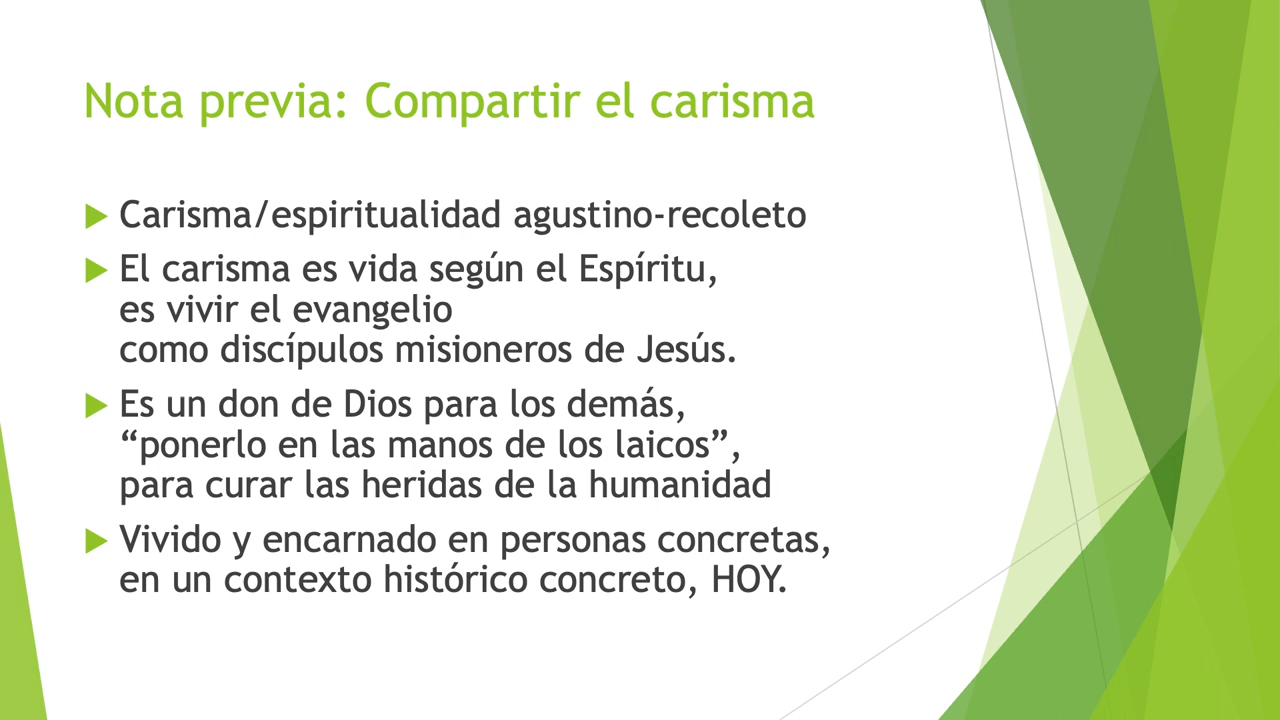 Nota previa: Compartir el carisma
Carisma/espiritualidad agustino-recoleto
El carisma es vida según el Espíritu,
es vivir el evangelio
como discípulos misioneros de Jesús.
Es un don de Dios para los demás,
“ponerlo en las manos de los laicos”,
para curar las heridas de la humanidad
Vivido y encarnado en personas concretas,
en un contexto histórico concreto, HOY.